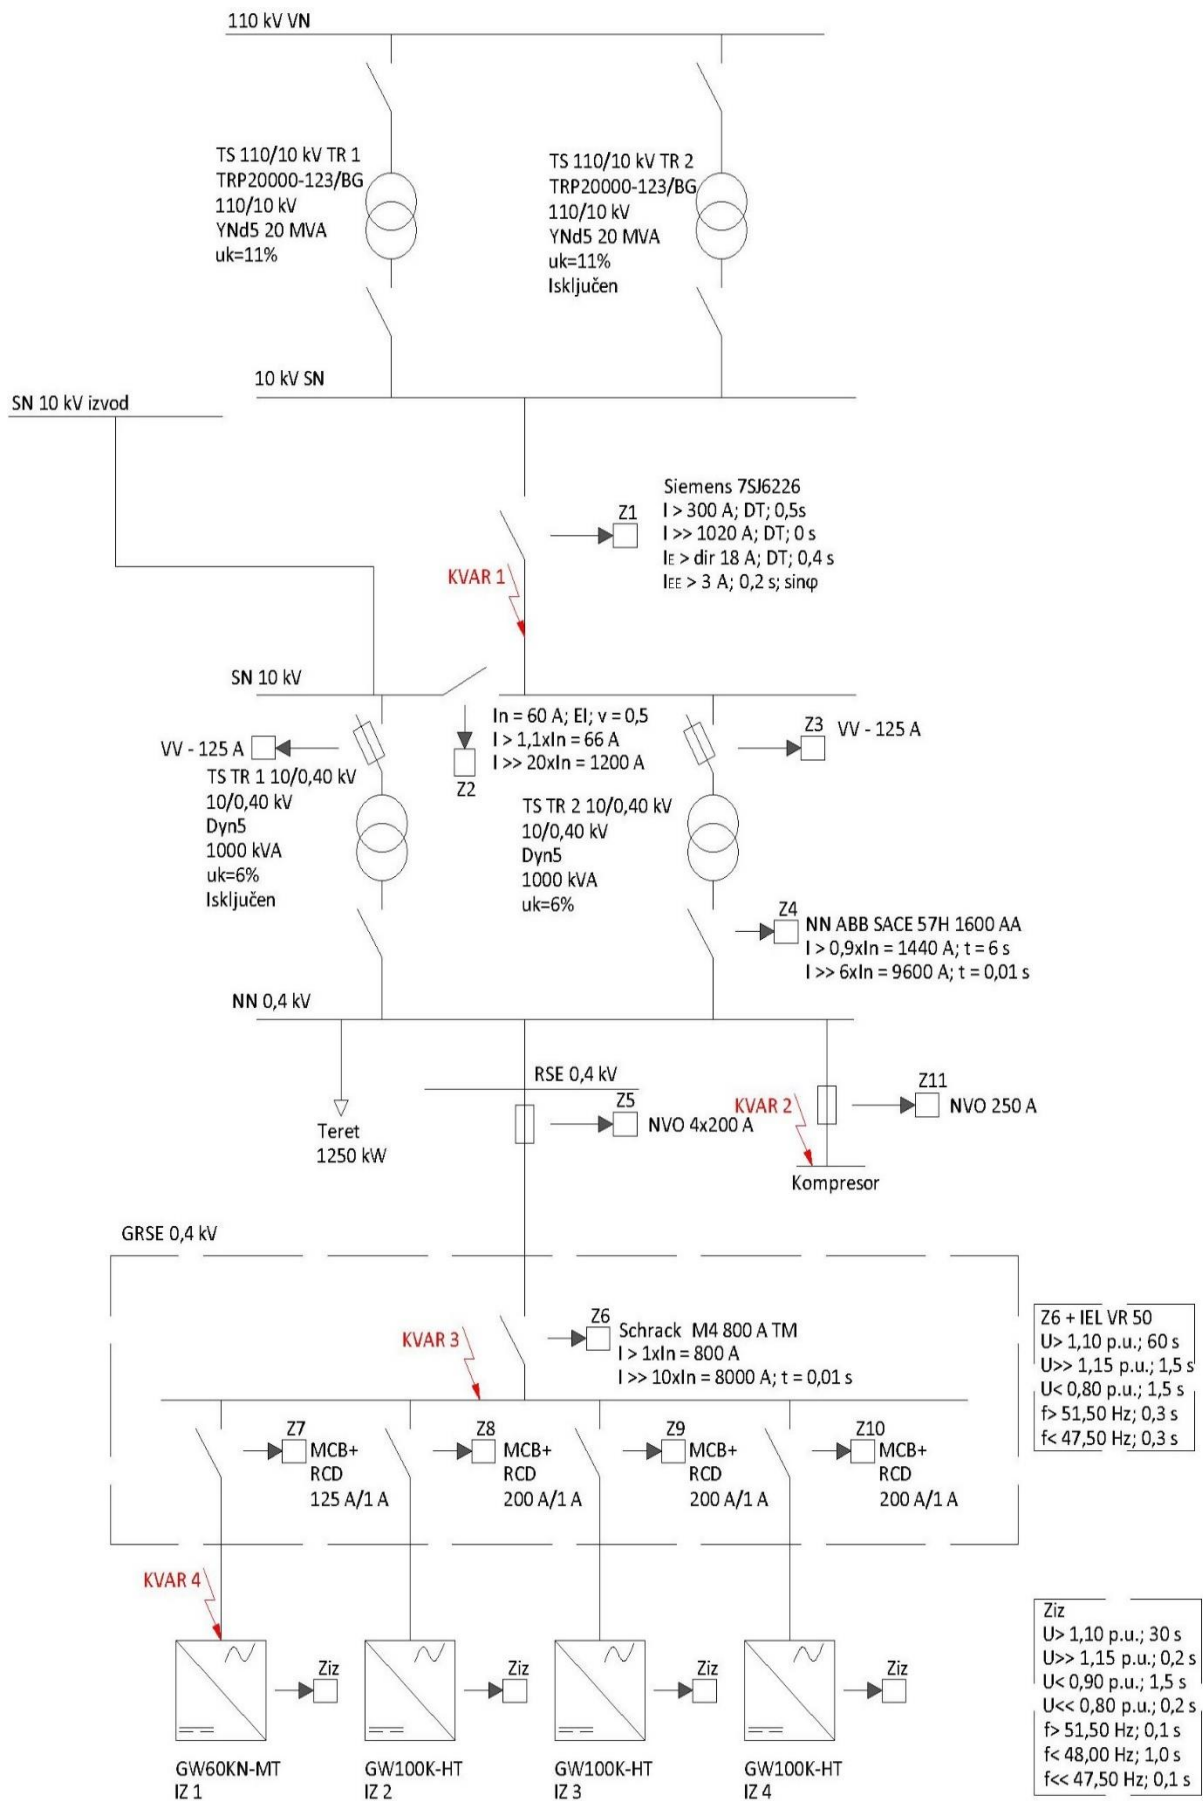 110 kV VN
TS 110/10 kV TR 1
TRP20000-123/BG
110/10 kV
YNd5 20 MVA
uk=11%
TS 110/10 kV TR 2
TRP20000-123/BG
110/10 kV
YNd5 20 MVA
uk=11%
Isključen
10 kV SN
SN 10 kV izvod
Z1
Siemens 7SJ6226
I > 300 A; DT; 0,5s
I >> 1020 A; DT; 0 s
IE > dir 18 A; DT; 0,4 s
IEE > 3 A; 0,2 s; sinφ
KVAR 1
SN 10 kV
VV - 125 A
TS TR 1 10/0,40 kV
10/0,40 kV
Dyn5
1000 kVA
uk=6%
Isključen
Z2
In = 60 A; EI; v = 0,5
I > 1,1xIn = 66 A
I >> 20xIn = 1200 A
Z3
VV - 125 A
TS TR 2 10/0,40 kV
10/0,40 kV
Dyn5
1000 kVA
uk=6%
Z4
NN ABB SACE 57H 1600 AA
I > 0,9xIn = 1440 A; t = 6 s
I >> 6xIn = 9600 A; t = 0,01 s
NN 0,4 kV
Teret
1250 kW
RSE 0,4 kV
Z5
NVO 4x200 A
KVAR 2
Z11
NVO 250 A
Kompresor
GRSE 0,4 kV
KVAR 3
Z6
Schrack M4 800 A TM
I > 1xIn = 800 A
I >> 10xIn = 8000 A; t = 0,01 s
Z6 + IEL VR 50
U> 1,10 p.u.; 60 s
U>> 1,15 p.u.; 1,5 s
U< 0,80 p.u.; 1,5 s
f> 51,50 Hz; 0,3 s
f< 47,50 Hz; 0,3 s
Z7
MCB+
RCD
125 A/1 A
Z8
MCB+
RCD
200 A/1 A
Z9
MCB+
RCD
200 A/1 A
Z10
MCB+
RCD
200 A/1 A
KVAR 4
Ziz
Ziz
Ziz
Ziz
GW60KN-MT
IZ 1
GW100K-HT
IZ 2
GW100K-HT
IZ 3
GW100K-HT
IZ 4
Ziz
U> 1,10 p.u.; 30 s
U>> 1,15 p.u.; 0,2 s
U< 0,90 p.u.; 1,5 s
U<< 0,80 p.u.; 0,2 s
f> 51,50 Hz; 0,1 s
f< 48,00 Hz; 1,0 s
f<< 47,50 Hz; 0,1 s